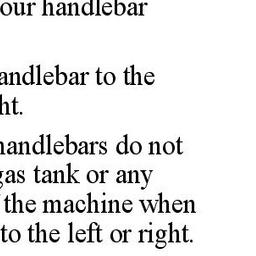 our handlebar
andlebar to the
ht.
handlebars do not
gas tank or any
the machine when
to the left or right.